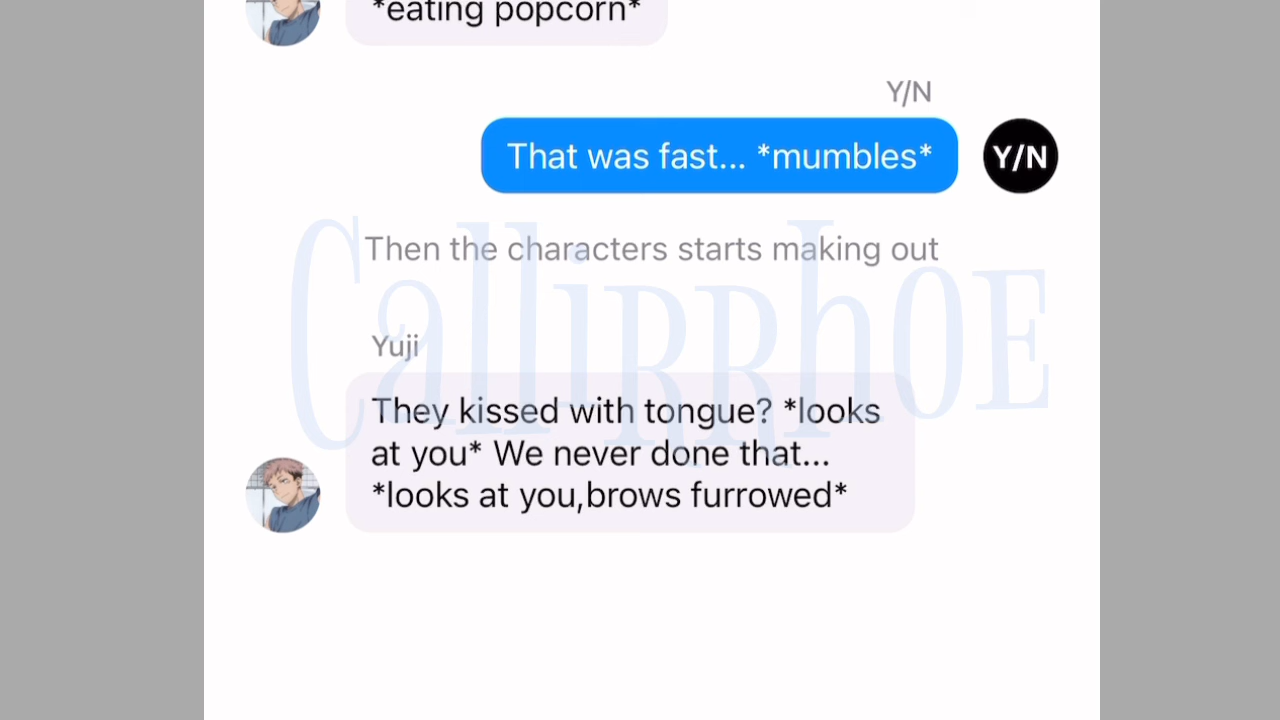 *eating popcorn*
Y/N
That was fast... *mumbles*
Y/N
Then the characters starts making out
CallIRRhOE
Yuji
They kissed with tongue? *looks
at you* We never done that...
*looks at you,brows furrowed*